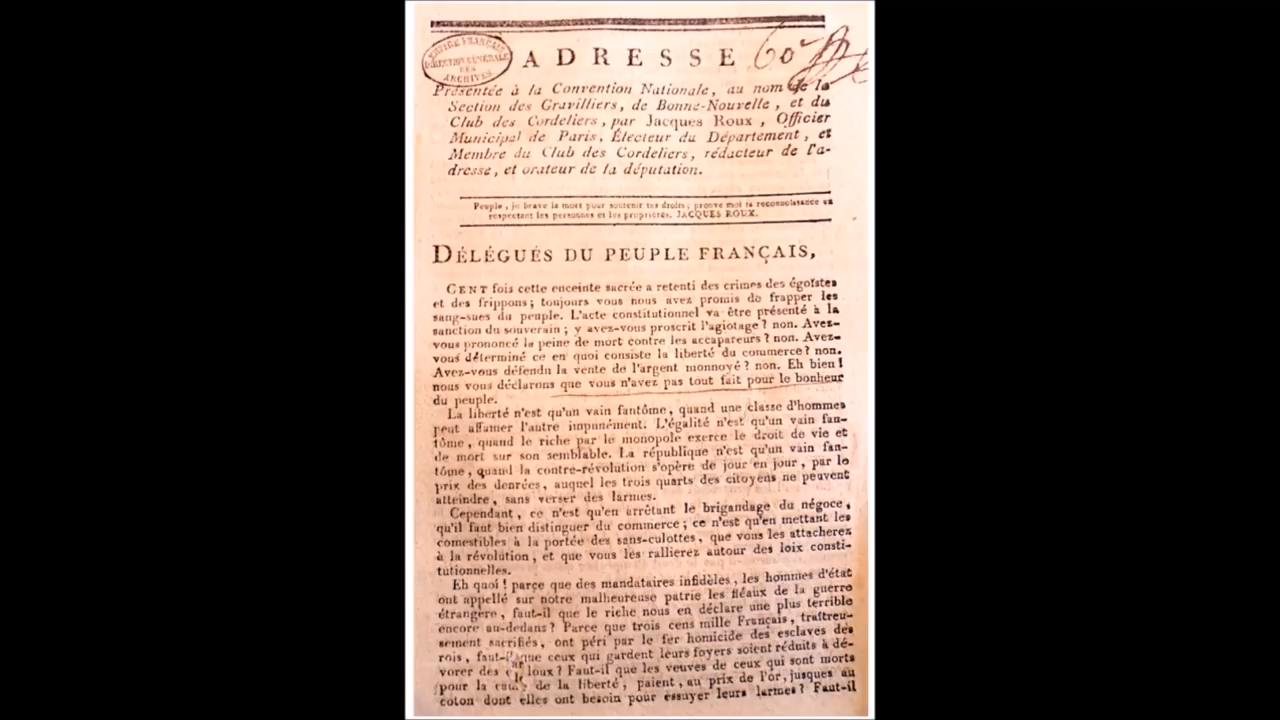 ADRESSE
EMPIRE FRANÇAIS
DIRECTION GÉNÉRALE
DES
ARCHIVES
Présentée à la Convention Nationale, au nom de la
Section des Gravilliers, de Bonne-Nouvelle, et du
Club des Cordeliers, par Jacques Roux, Officier
Municipal de Paris, Électeur du Département, et
Membre du Club des Cordeliers, rédacteur de l'a-
dresse, et orateur de la députation.
Peuple, je brave la mort pour soutenir tes droits; prouve moi ta reconnoissance en
respectant les personnes et les propriétés. JACQUES ROUX.
DÉLÉGUÉS DU PEUPLE FRANÇAIS,
CENT fois cette enceinte sacrée a retenti des crimes des égoïstes
et des frippons; toujours vous nous avez promis de frapper les
sang-sues du peuple. L'acte constitutionnel va être présenté à la
sanction du souverain; y avez-vous proscrit l'agiotage? non. Avez-
vous prononcé la peine de mort contre les accapareurs? non. Avez-
vous déterminé ce en quoi consiste la liberté du commerce? non.
Avez-vous défendu la vente de l'argent monnoyé? non. Eh bien!
nous vous déclarons que vous n'avez pas tout fait pour le bonheur
du peuple.
La liberté n'est qu'un vain fantôme, quand une classe d'hommes
peut affamer l'autre impunément. L'égalité n'est qu'un vain fan-
tôme, quand le riche par le monopole exerce le droit de vie et
de mort sur son semblable. La république n'est qu'un vain fan-
tôme, quand la contre-révolution s'opère de jour en jour, par le
prix des denrées, auquel les trois quarts des citoyens ne peuvent
atteindre, sans verser des larmes.
Cependant, ce n'est qu'en arrêtant le brigandage du négoce,
qu'il faut bien distinguer du commerce; ce n'est qu'en mettant les
comestibles à la portée des sans-culottes, que vous les attacherez
à la révolution, et que vous les rallierez autour des loix consti-
tutionnelles.
Eh quoi! parce que des mandataires infidèles, les hommes d'état
ont appellé sur notre malheureuse patrie les fléaux de la guerre
étrangère, faut-il que le riche nous en déclare une plus terrible
encore au-dedans? Parce que trois cens mille Français, traîtreu-
sement sacrifiés, ont péri par le fer homicide des esclaves des
rois, faut-il que ceux qui gardent leurs foyers soient réduits à dé-
vorer des cailloux? Faut-il que les veuves de ceux qui sont morts
pour la cause de la liberté, paient, au prix de l'or, jusques au
coton dont elles ont besoin pour essuyer leurs larmes? Faut-il